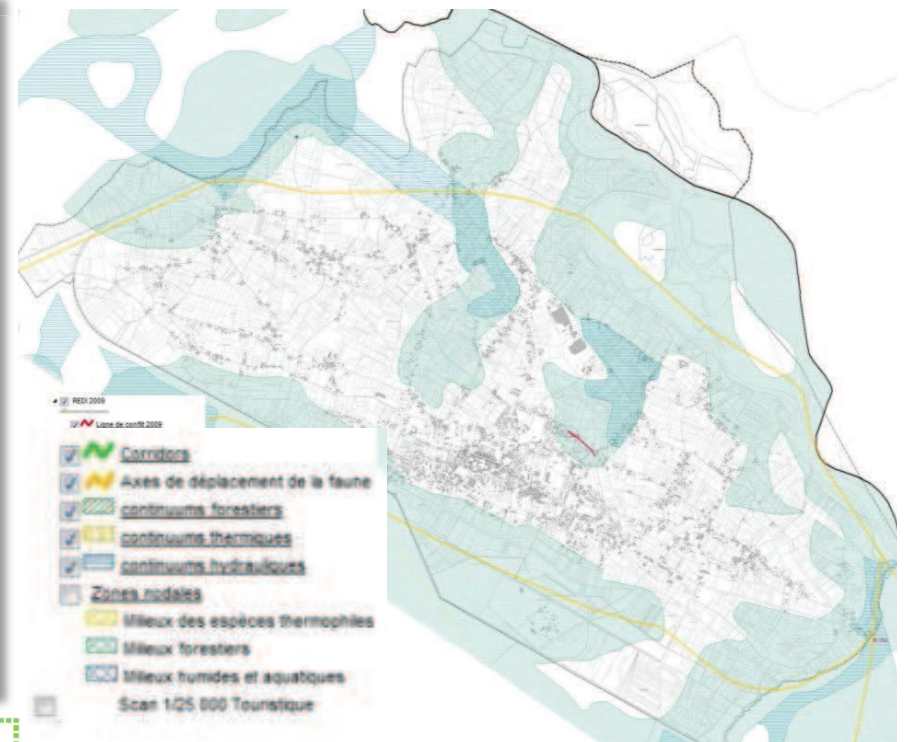 REDI 2009
Ligne de conflit 2009
Corridors
Axes de déplacement de la faune
continuums forestiers
continuums thermiques
continuums hydrauliques
Zones nodales
Milieux des espèces thermophiles
Milieux forestiers
Milieux humides et aquatiques
Scan 1/25 000 Touristique